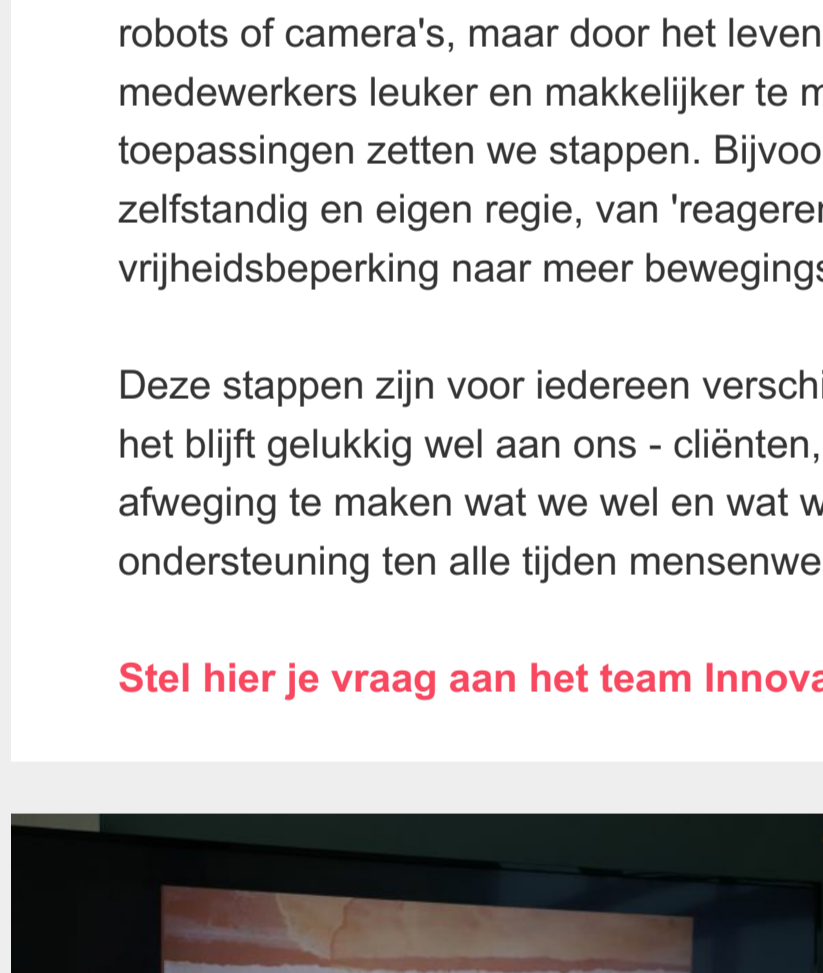 robots of camera's, maar door het leven
medewerkers leuker en makkelijker te
toepassingen zetten we stappen.
zelfstandig en eigen regie, van
vrijheidsbeperking naar meer
Deze stappen zijn voor iedereen
het blijft gelukkig wel aan ons - cliënten,
afweging te maken wat we wel en wat
ondersteuning ten alle tijden
Stel hier je vraag aan het team